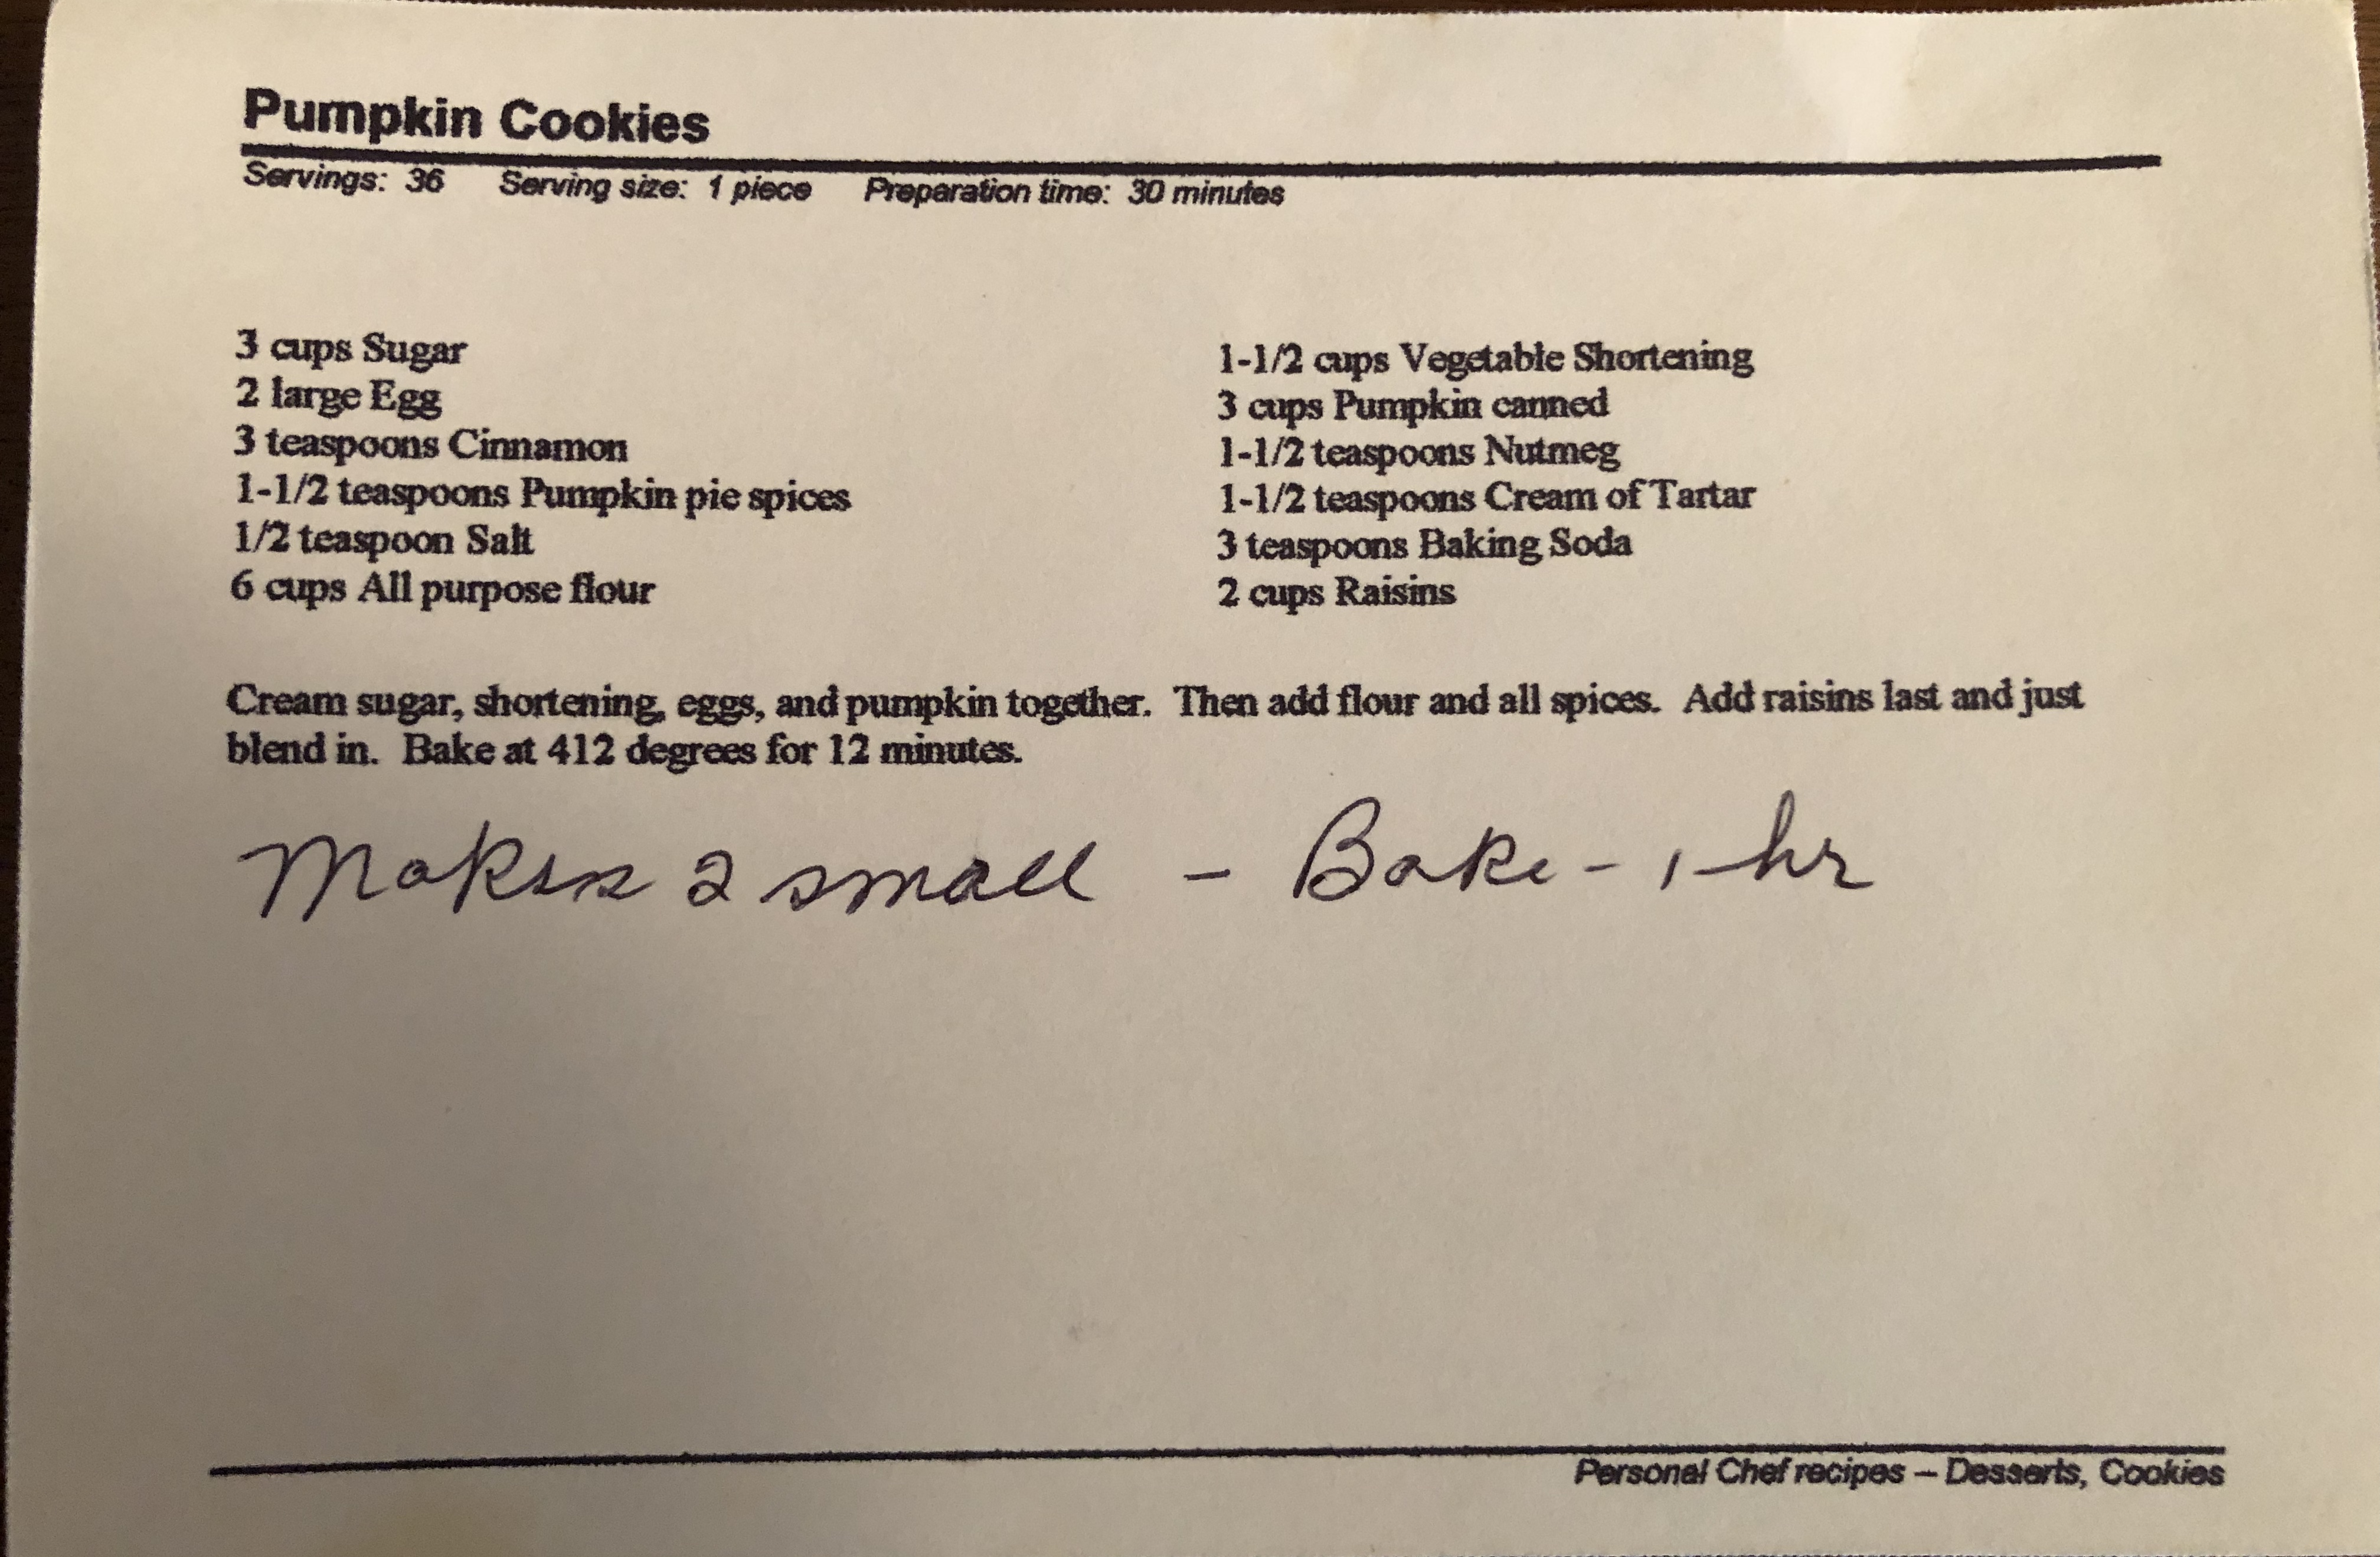 Pumpkin Cookies
Servings: 36 Serving size: 1 piece Preparation time: 30 minutes
3 cups Sugar
2 large Egg
3 teaspoons Cinnamon
1-1/2 teaspoons Pumpkin pie spices
1/2 teaspoon Salt
6 cups All purpose flour
1-1/2 cups Vegetable Shortening
3 cups Pumpkin canned
1-1/2 teaspoons Nutmeg
1-1/2 teaspoons Cream of Tartar
3 teaspoons Baking Soda
2 cups Raisins
Cream sugar, shortening, eggs, and pumpkin together. Then add flour and all spices. Add raisins last and just
blend in. Bake at 412 degrees for 12 minutes.
Makes 2 small - Bake - 1 hr
Personal Chef recipes – Desserts, Cookies